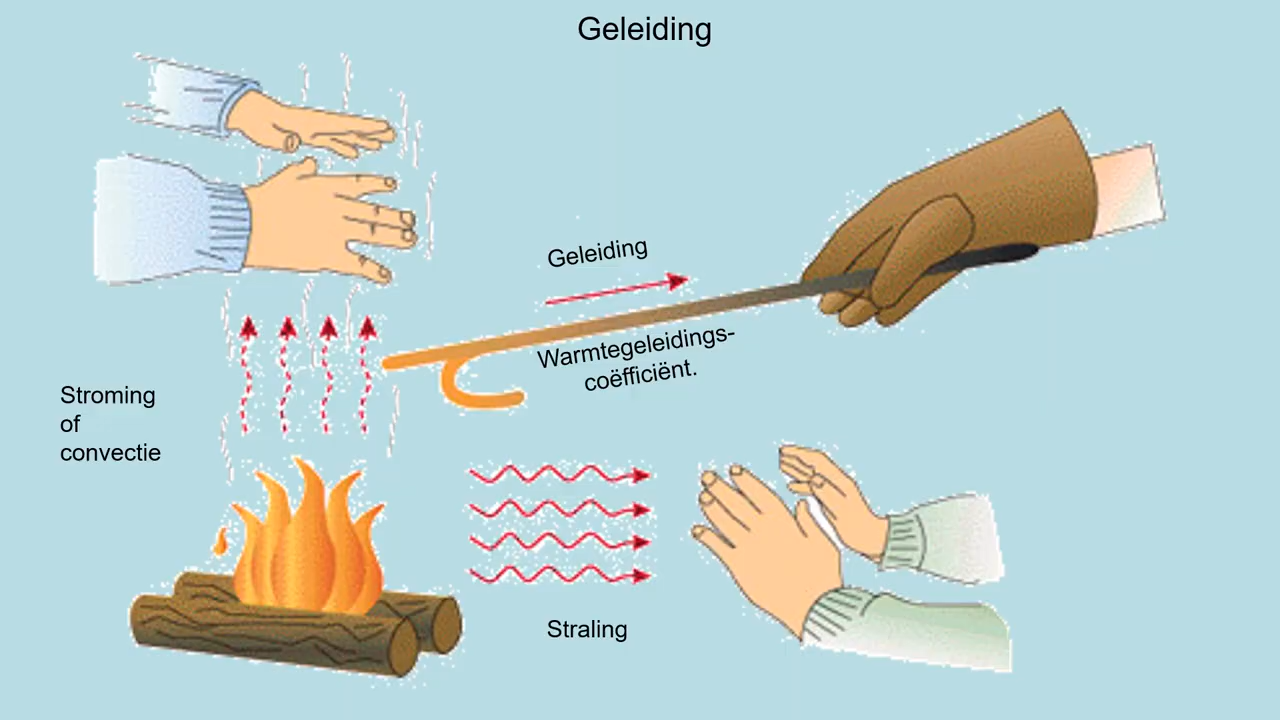 Geleiding
Geleiding
Warmtegeleidings-
coëfficiënt.
Stroming
of
convectie
Straling